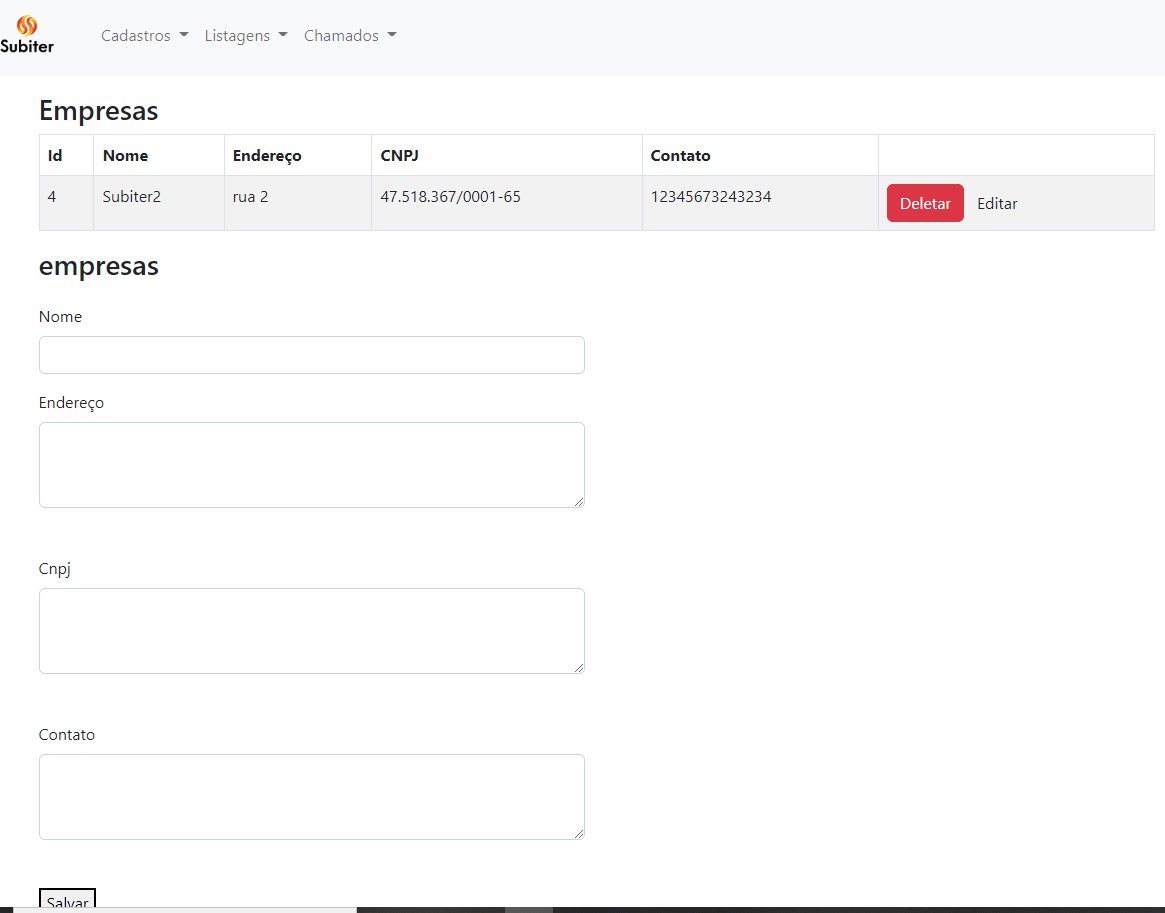 Subiter
Cadastros Listagens Chamados
Empresas
Id Nome Endereço CNPJ Contato
4 Subiter2 rua 2 47.518.367/0001-65 12345673243234 Deletar Editar
empresas
Nome
Endereço
Cnpj
Contato
Salvar